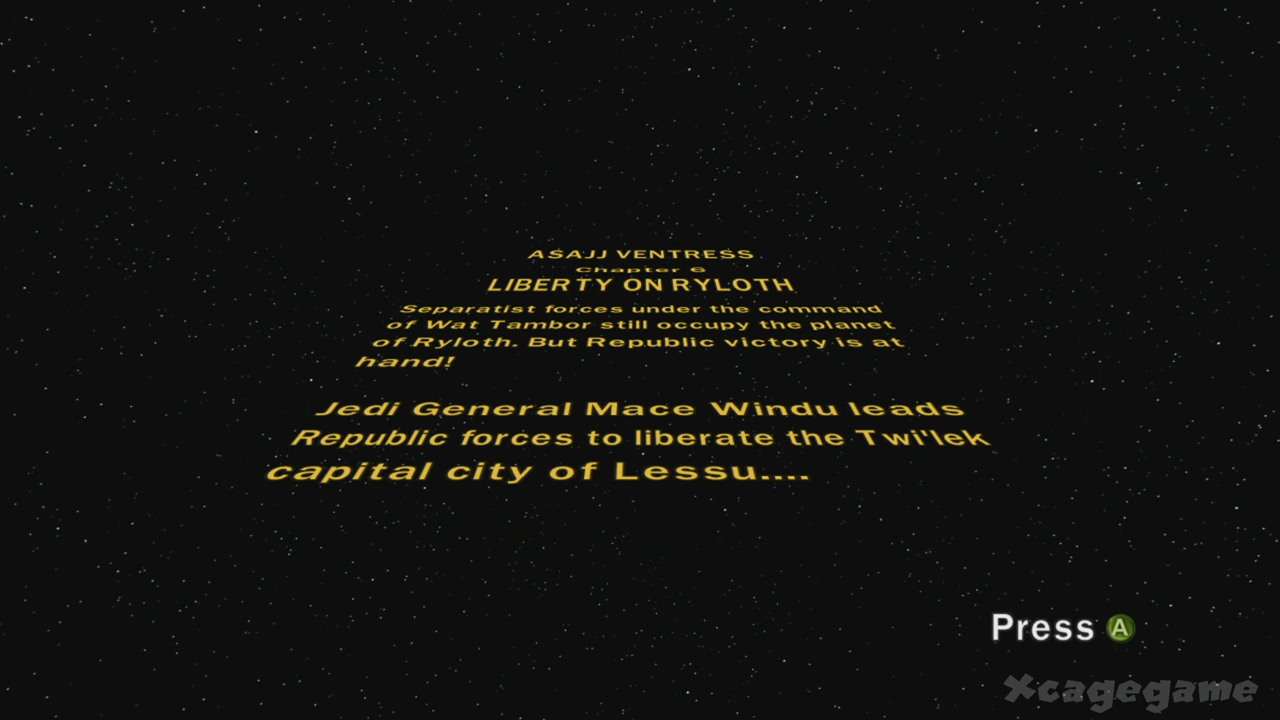 ASAJJ VENTRESS
Chapter 6
LIBERTY ON RYLOTH
Separatist forces under the command
of Wat Tambor still occupy the planet
of Ryloth. But Republic victory is at
hand!
Jedi General Mace Windu leads
Republic forces to liberate the Twi'lek
capital city of Lessu....
Press A
Xcagegame